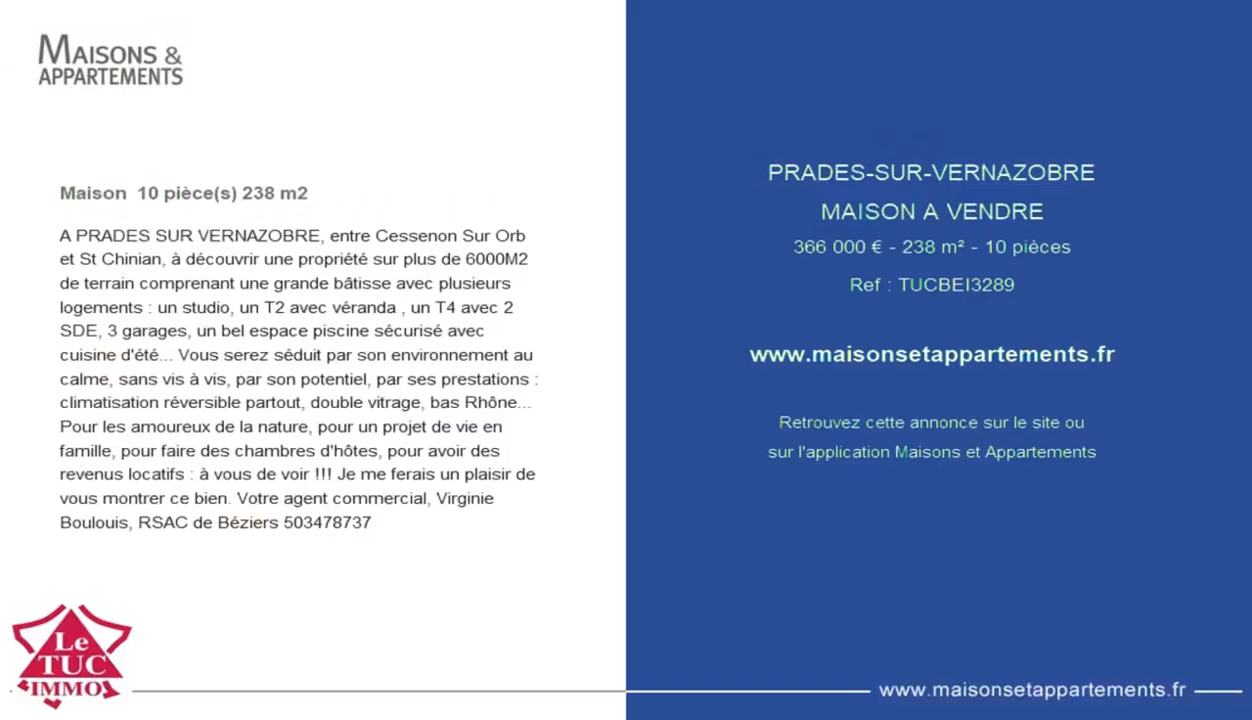 MAISONS &
APPARTEMENTS
Maison 10 pièce(s) 238 m2
A PRADES SUR VERNAZOBRE, entre Cessenon Sur Orb
et St Chinian, à découvrir une propriété sur plus de 6000M2
de terrain comprenant une grande bâtisse avec plusieurs
logements : un studio, un T2 avec véranda , un T4 avec 2
SDE, 3 garages, un bel espace piscine sécurisé avec
cuisine d'été... Vous serez séduit par son environnement au
calme, sans vis à vis, par son potentiel, par ses prestations :
climatisation réversible partout, double vitrage, bas Rhône...
Pour les amoureux de la nature, pour un projet de vie en
famille, pour faire des chambres d'hôtes, pour avoir des
revenus locatifs : à vous de voir !!! Je me ferais un plaisir de
vous montrer ce bien. Votre agent commercial, Virginie
Boulouis, RSAC de Béziers 503478737
Le
TUC
IMMO
PRADES-SUR-VERNAZOBRE
MAISON A VENDRE
366 000 € - 238 m² - 10 pièces
Ref : TUCBEI3289
www.maisonsetappartements.fr
Retrouvez cette annonce sur le site ou
sur l'application Maisons et Appartements
www.maisonsetappartements.fr